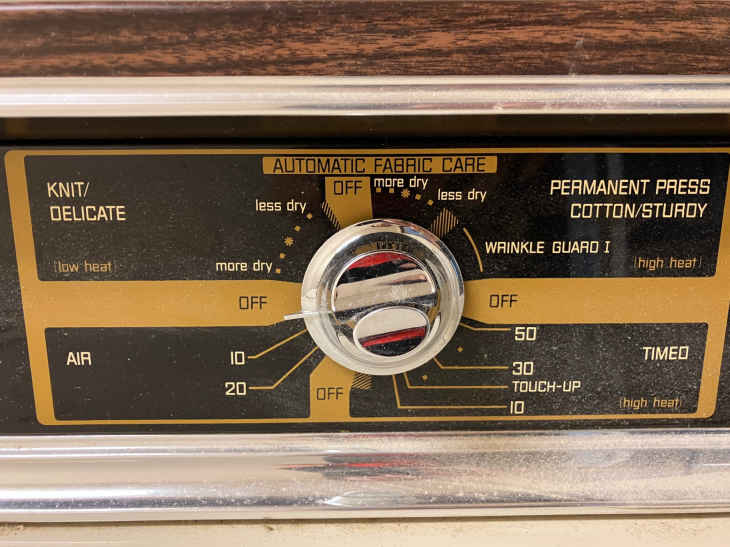 AUTOMATIC FABRIC CARE
KNIT/
DELICATE
(low heat)
less dry
more dry
OFF
more dry
less dry
PERMANENT PRESS
COTTON/STURDY
WRINKLE GUARD I
(high heat)
OFF
OFF
AIR
10
20
OFF
50
30
TOUCH-UP
10
TIMED
(high heat)